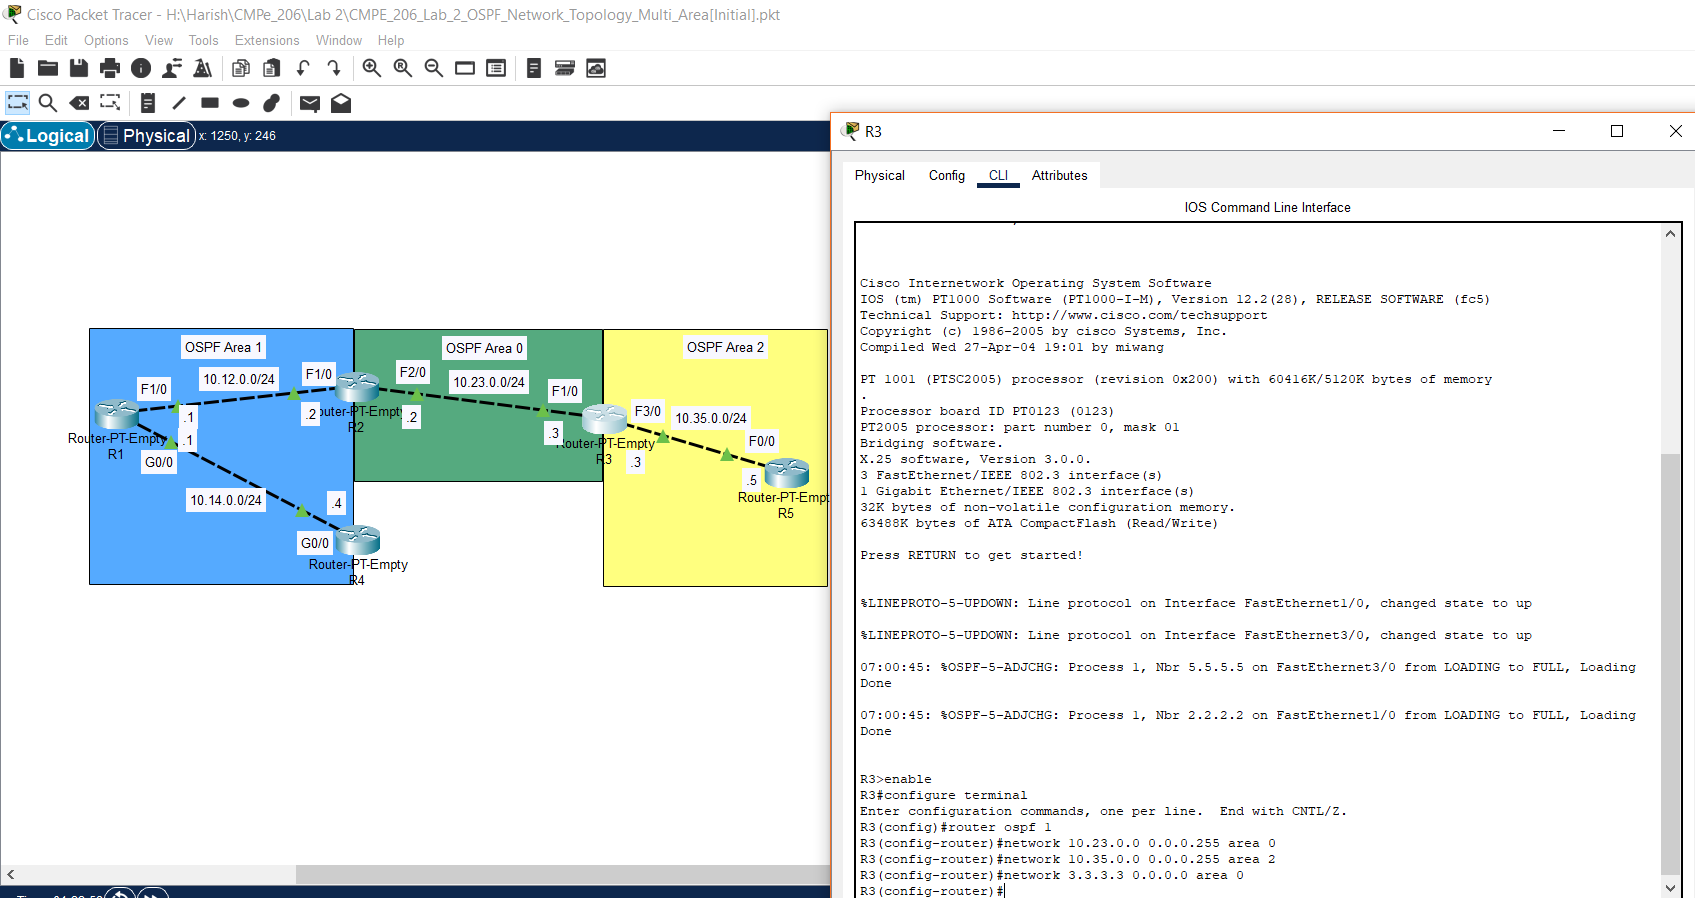 Cisco Packet Tracer - H:\Harish\CMPe_206\Lab 2\CMPE_206_Lab_2_OSPF_Network_Topology_Multi_Area[Initial].pkt
File Edit Options View Tools Extensions Window Help
Logical Physical x: 1250, y: 246
OSPF Area 1
OSPF Area 0
OSPF Area 2
F1/0
10.12.0.0/24
F1/0
F2/0
10.23.0.0/24
F1/0
F3/0
10.35.0.0/24
F0/0
.1
.1
.2
.2
.3
.3
.5
Router-PT-Empty
R1
outer-PT-Empty
R2
outer-PT-Empty
R3
Router-PT-Empt
R5
G0/0
10.14.0.0/24
.4
G0/0
Router-PT-Empty
R4
R3
Physical Config CLI Attributes
IOS Command Line Interface
Cisco Internetwork Operating System Software
IOS (tm) PT1000 Software (PT1000-I-M), Version 12.2(28), RELEASE SOFTWARE (fc5)
Technical Support: http://www.cisco.com/techsupport
Copyright (c) 1986-2005 by cisco Systems, Inc.
Compiled Wed 27-Apr-04 19:01 by miwang
PT 1001 (PTSC2005) processor (revision 0x200) with 60416K/5120K bytes of memory
.
Processor board ID PT0123 (0123)
PT2005 processor: part number 0, mask 01
Bridging software.
X.25 software, Version 3.0.0.
3 FastEthernet/IEEE 802.3 interface(s)
1 Gigabit Ethernet/IEEE 802.3 interface(s)
32K bytes of non-volatile configuration memory.
63488K bytes of ATA CompactFlash (Read/Write)
Press RETURN to get started!
%LINEPROTO-5-UPDOWN: Line protocol on Interface FastEthernet1/0, changed state to up
%LINEPROTO-5-UPDOWN: Line protocol on Interface FastEthernet3/0, changed state to up
07:00:45: %OSPF-5-ADJCHG: Process 1, Nbr 5.5.5.5 on FastEthernet3/0 from LOADING to FULL, Loading
Done
07:00:45: %OSPF-5-ADJCHG: Process 1, Nbr 2.2.2.2 on FastEthernet1/0 from LOADING to FULL, Loading
Done
R3>enable
R3#configure terminal
Enter configuration commands, one per line.  End with CNTL/Z.
R3(config)#router ospf 1
R3(config-router)#network 10.23.0.0 0.0.0.255 area 0
R3(config-router)#network 10.35.0.0 0.0.0.255 area 2
R3(config-router)#network 3.3.3.3 0.0.0.0 area 0
R3(config-router)#